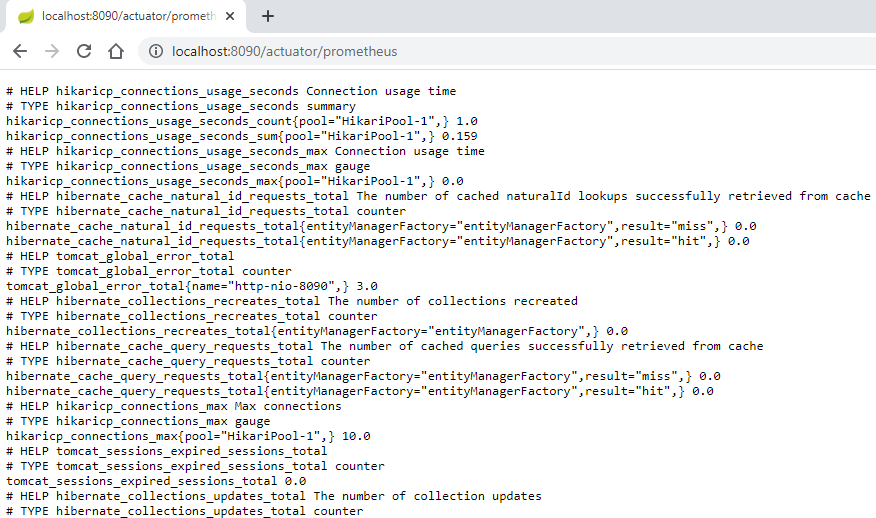 localhost:8090/actuator/prometh
localhost:8090/actuator/prometheus
# HELP hikaricp_connections_usage_seconds Connection usage time
# TYPE hikaricp_connections_usage_seconds summary
hikaricp_connections_usage_seconds_count{pool="HikariPool-1",} 1.0
hikaricp_connections_usage_seconds_sum{pool="HikariPool-1",} 0.159
# HELP hikaricp_connections_usage_seconds_max Connection usage time
# TYPE hikaricp_connections_usage_seconds_max gauge
hikaricp_connections_usage_seconds_max{pool="HikariPool-1",} 0.0
# HELP hibernate_cache_natural_id_requests_total The number of cached naturalId lookups successfully retrieved from cache
# TYPE hibernate_cache_natural_id_requests_total counter
hibernate_cache_natural_id_requests_total{entityManagerFactory="entityManagerFactory",result="miss",} 0.0
hibernate_cache_natural_id_requests_total{entityManagerFactory="entityManagerFactory",result="hit",} 0.0
# HELP tomcat_global_error_total
# TYPE tomcat_global_error_total counter
tomcat_global_error_total{name="http-nio-8090",} 3.0
# HELP hibernate_collections_recreates_total The number of collections recreated
# TYPE hibernate_collections_recreates_total counter
hibernate_collections_recreates_total{entityManagerFactory="entityManagerFactory",} 0.0
# HELP hibernate_cache_query_requests_total The number of cached queries successfully retrieved from cache
# TYPE hibernate_cache_query_requests_total counter
hibernate_cache_query_requests_total{entityManagerFactory="entityManagerFactory",result="miss",} 0.0
hibernate_cache_query_requests_total{entityManagerFactory="entityManagerFactory",result="hit",} 0.0
# HELP hikaricp_connections_max Max connections
# TYPE hikaricp_connections_max gauge
hikaricp_connections_max{pool="HikariPool-1",} 10.0
# HELP tomcat_sessions_expired_sessions_total
# TYPE tomcat_sessions_expired_sessions_total counter
tomcat_sessions_expired_sessions_total 0.0
# HELP hibernate_collections_updates_total The number of collection updates
# TYPE hibernate_collections_updates_total counter